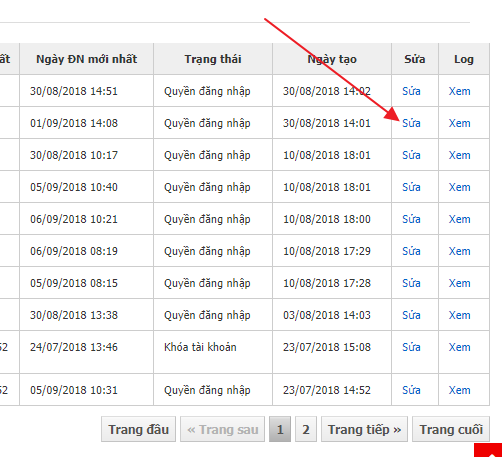 ất Ngày ĐN mới nhất Trạng thái Ngày tạo Sửa Log
30/08/2018 14:51 Quyền đăng nhập 30/08/2018 14:02 Sửa Xem
01/09/2018 14:08 Quyền đăng nhập 30/08/2018 14:01 Sửa Xem
30/08/2018 10:17 Quyền đăng nhập 10/08/2018 18:01 Sửa Xem
05/09/2018 10:40 Quyền đăng nhập 10/08/2018 18:01 Sửa Xem
06/09/2018 10:21 Quyền đăng nhập 10/08/2018 18:00 Sửa Xem
06/09/2018 08:19 Quyền đăng nhập 10/08/2018 17:29 Sửa Xem
05/09/2018 08:15 Quyền đăng nhập 10/08/2018 17:28 Sửa Xem
30/08/2018 13:38 Quyền đăng nhập 03/08/2018 14:03 Sửa Xem
52 24/07/2018 13:46 Khóa tài khoản 23/07/2018 15:08 Sửa Xem
52 05/09/2018 10:31 Quyền đăng nhập 23/07/2018 14:52 Sửa Xem
Trang đầu « Trang sau 1 2 Trang tiếp » Trang cuối